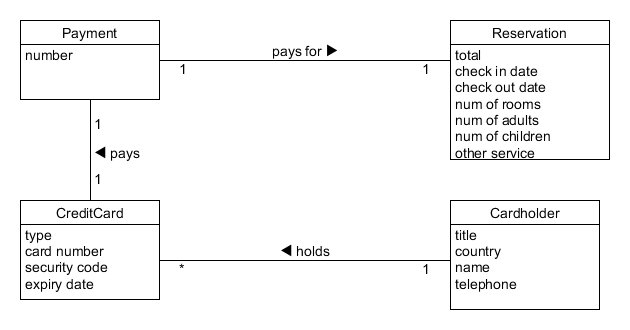 Payment
number
pays for ▶
1
1
Reservation
total
check in date
check out date
num of rooms
num of adults
num of children
other service
1
◀ pays
1
CreditCard
type
card number
security code
expiry date
◀ holds
*
1
Cardholder
title
country
name
telephone